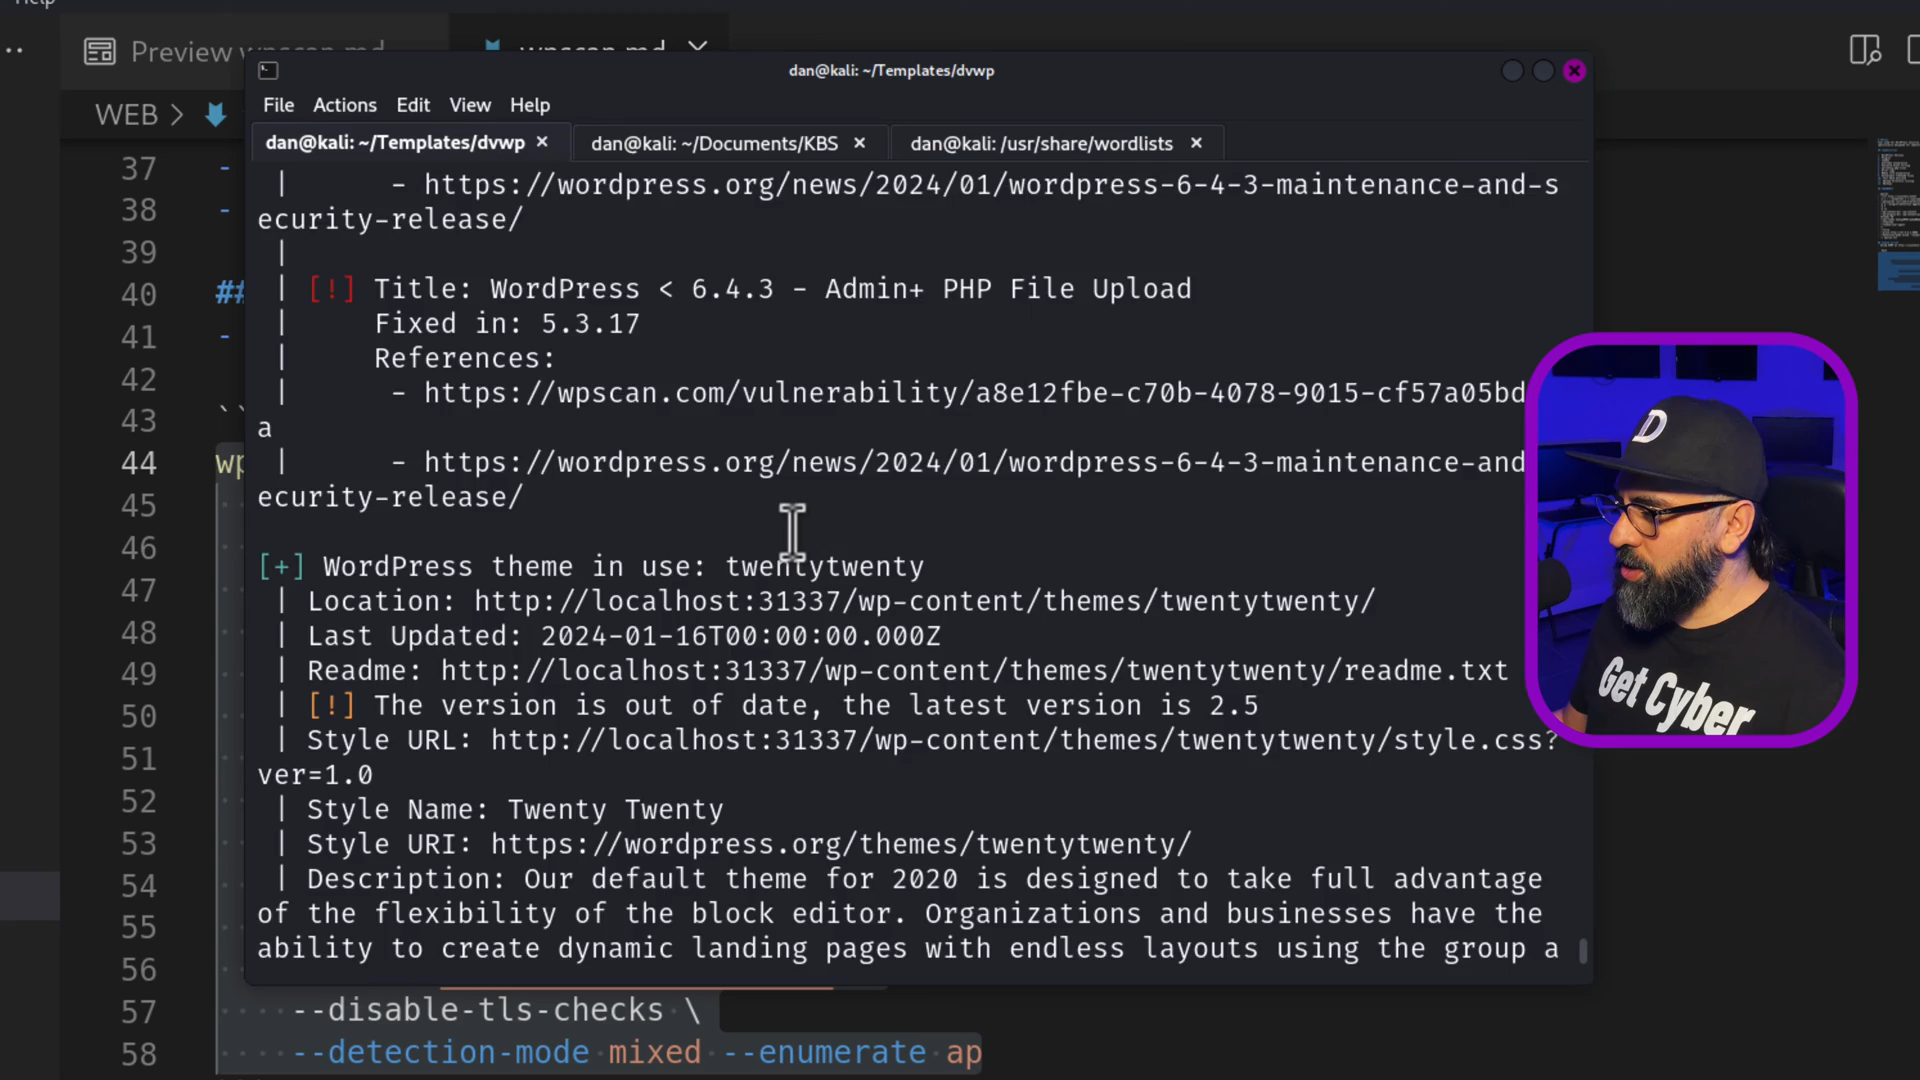 Help
Preview wpscan.md
wpscan.md
WEB >
dan@kali: ~/Templates/dvwp
File Actions Edit View Help
dan@kali: ~/Templates/dvwp
dan@kali: ~/Documents/KBS
dan@kali: /usr/share/wordlists
37 -
38 -
39
40 ##
41 -
42
43 ``
44 wp
45
46
47
48
49
50
51
52
53
54
55
56
57 --disable-tls-checks \
58 --detection-mode mixed --enumerate ap
| - https://wordpress.org/news/2024/01/wordpress-6-4-3-maintenance-and-s
ecurity-release/
|
| [!] Title: WordPress < 6.4.3 - Admin+ PHP File Upload
| Fixed in: 5.3.17
| References:
| - https://wpscan.com/vulnerability/a8e12fbe-c70b-4078-9015-cf57a05bd
a
| - https://wordpress.org/news/2024/01/wordpress-6-4-3-maintenance-and
ecurity-release/
[+] WordPress theme in use: twentytwenty
| Location: http://localhost:31337/wp-content/themes/twentytwenty/
| Last Updated: 2024-01-16T00:00:00.000Z
| Readme: http://localhost:31337/wp-content/themes/twentytwenty/readme.txt
| [!] The version is out of date, the latest version is 2.5
| Style URL: http://localhost:31337/wp-content/themes/twentytwenty/style.css?
ver=1.0
| Style Name: Twenty Twenty
| Style URI: https://wordpress.org/themes/twentytwenty/
| Description: Our default theme for 2020 is designed to take full advantage
of the flexibility of the block editor. Organizations and businesses have the
ability to create dynamic landing pages with endless layouts using the group a
D
Get Cyber